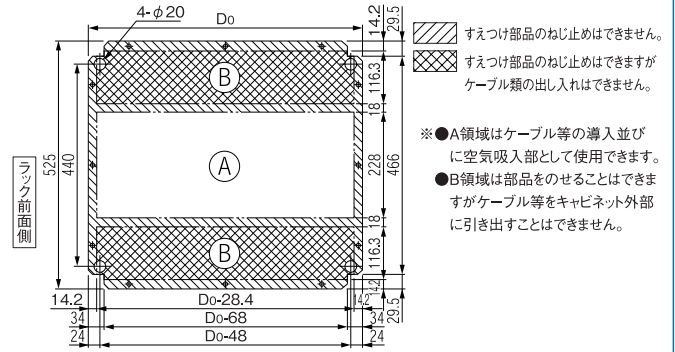 4-φ20
D0
14.2
29.5
すえつけ部品のねじ止めはできません。
すえつけ部品のねじ止めはできますが
ケーブル類の出し入れはできません。
※●A領域はケーブル等の導入並び
に空気吸入部として使用できます。
●B領域は部品をのせることはできま
すがケーブル等をキャビネット外部
に引き出すことはできません。
ラック前面側
525
440
B
A
B
116.3
18
228
466
18
116.3
14.2
29.5
14.2
D0-28.4
14.2
34
D0-68
34
24
D0-48
24